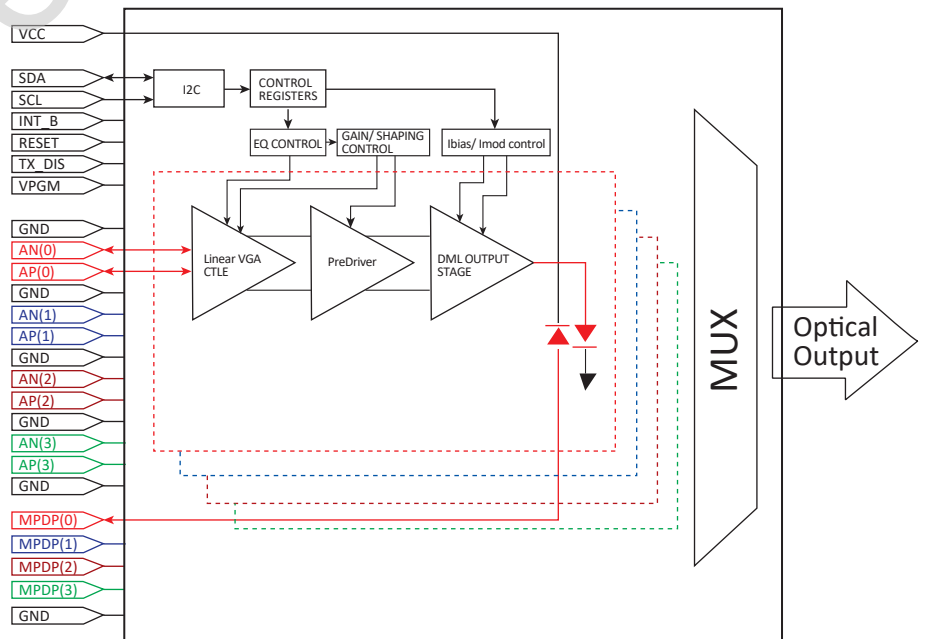 VCC
SDA
SCL
INT_B
RESET
TX_DIS
VPGM
GND
AN(0)
AP(0)
GND
AN(1)
AP(1)
GND
AN(2)
AP(2)
GND
AN(3)
AP(3)
GND
MPDP(0)
MPDP(1)
MPDP(2)
MPDP(3)
GND
I2C
CONTROL
REGISTERS
EQ CONTROL
GAIN/ SHAPING
CONTROL
Ibias/ Imod control
Linear VGA
CTLE
PreDriver
DML OUTPUT
STAGE
MUX
Optical
Output